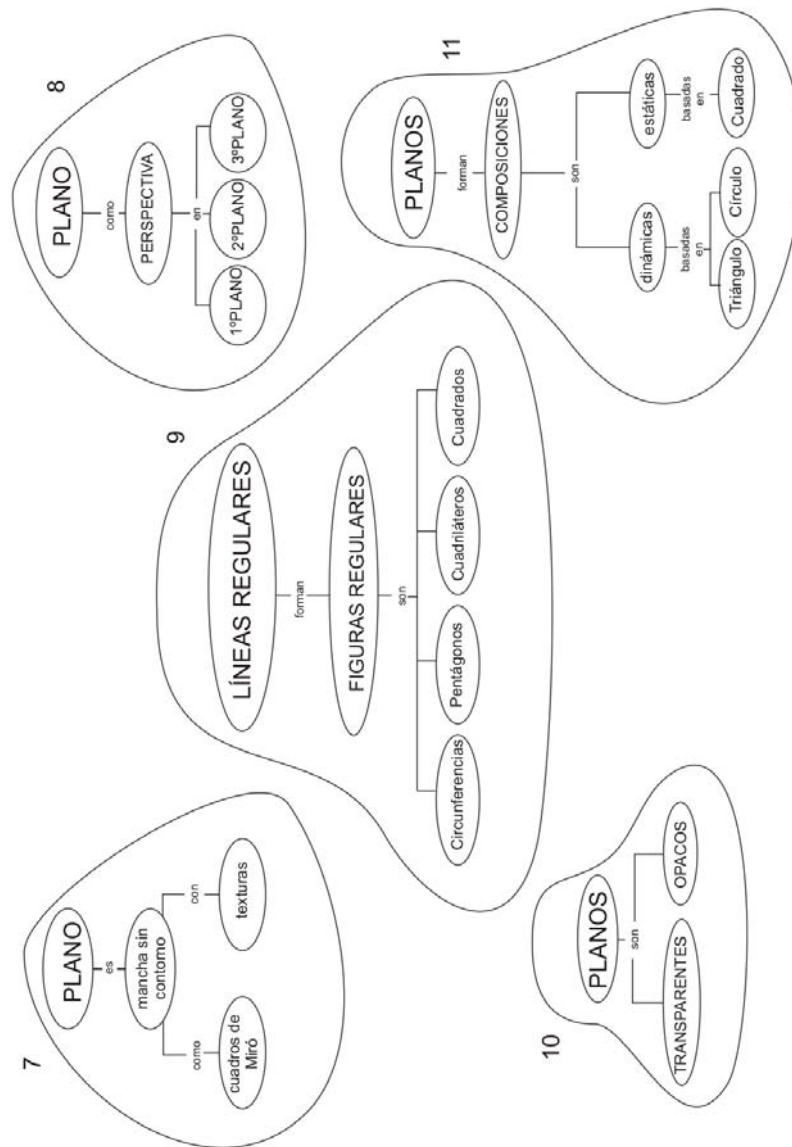 7
PLANO
es
mancha sin
contorno
como
con
cuadros de
Miró
texturas
8
PLANO
como
PERSPECTIVA
en
1ºPLANO
2ºPLANO
3ºPLANO
9
LÍNEAS REGULARES
forman
FIGURAS REGULARES
son
Circunferencias
Pentágonos
Cuadriláteros
Cuadrados
10
PLANOS
son
TRANSPARENTES
OPACOS
11
PLANOS
forman
COMPOSICIONES
son
dinámicas
estáticas
basadas
en
basadas
en
Triángulo
Círculo
Cuadrado